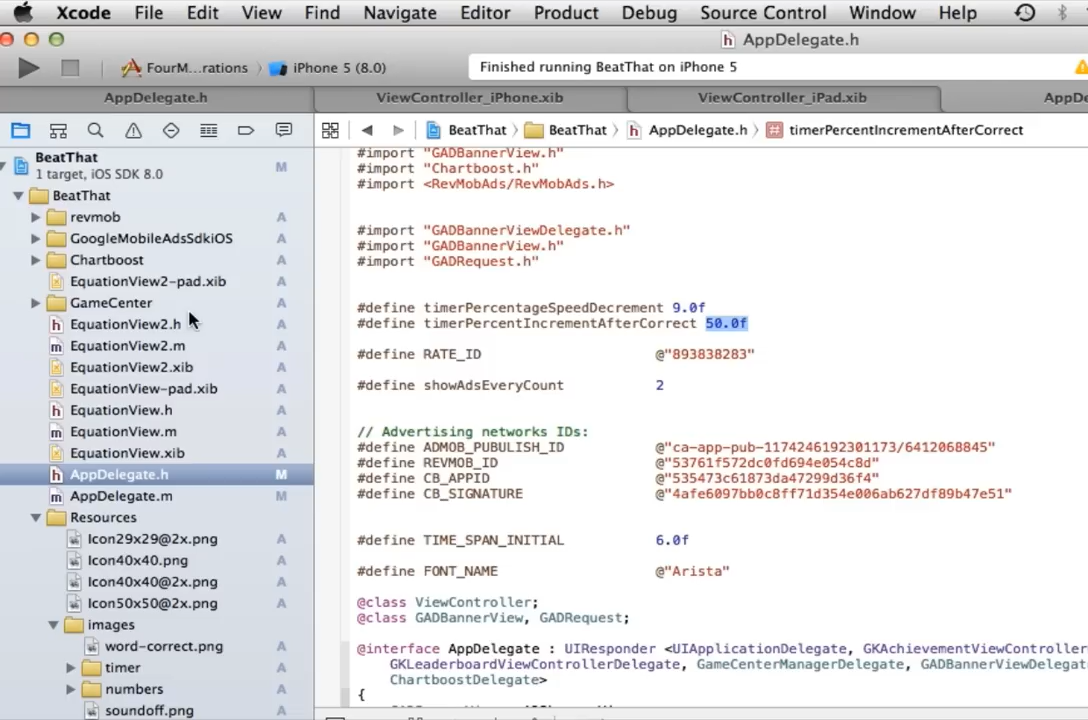 Xcode File Edit View Find Navigate Editor Product Debug Source Control Window Help
AppDelegate.h
FourM...rations iPhone 5 (8.0) Finished running BeatThat on iPhone 5
AppDelegate.h ViewController_iPhone.xib ViewController_iPad.xib AppDe
BeatThat BeatThat AppDelegate.h timerPercentIncrementAfterCorrect
BeatThat M
1 target, iOS SDK 8.0
BeatThat
revmob A
GoogleMobileAdsSdkiOS A
Chartboost A
EquationView2-pad.xib A
GameCenter A
EquationView2.h A
EquationView2.m A
EquationView2.xib A
EquationView-pad.xib A
EquationView.h A
EquationView.m A
EquationView.xib A
AppDelegate.h M
AppDelegate.m M
Resources
Icon29x29@2x.png A
Icon40x40.png A
Icon40x40@2x.png A
Icon50x50@2x.png A
images
word-correct.png A
timer A
numbers A
soundoff.png A
#import "GADBannerView.h"
#import "Chartboost.h"
#import <RevMobAds/RevMobAds.h>
#import "GADBannerViewDelegate.h"
#import "GADBannerView.h"
#import "GADRequest.h"
#define timerPercentageSpeedDecrement 9.0f
#define timerPercentIncrementAfterCorrect 50.0f
#define RATE_ID @"893838283"
#define showAdsEveryCount 2
// Advertising networks IDs:
#define ADMOB_PUBULISH_ID @"ca-app-pub-1174246192301173/6412068845"
#define REVMOB_ID @"53761f572dc0fd694e054c8d"
#define CB_APPID @"535473c61873da47299d36f4"
#define CB_SIGNATURE @"4afe6097bb0c8ff71d354e006ab627df89b47e51"
#define TIME_SPAN_INITIAL 6.0f
#define FONT_NAME @"Arista"
@class ViewController;
@class GADBannerView, GADRequest;
@interface AppDelegate : UIResponder <UIApplicationDelegate, GKAchievementViewController
GKLeaderboardViewControllerDelegate, GameCenterManagerDelegate, GADBannerViewDelegat
ChartboostDelegate>
{